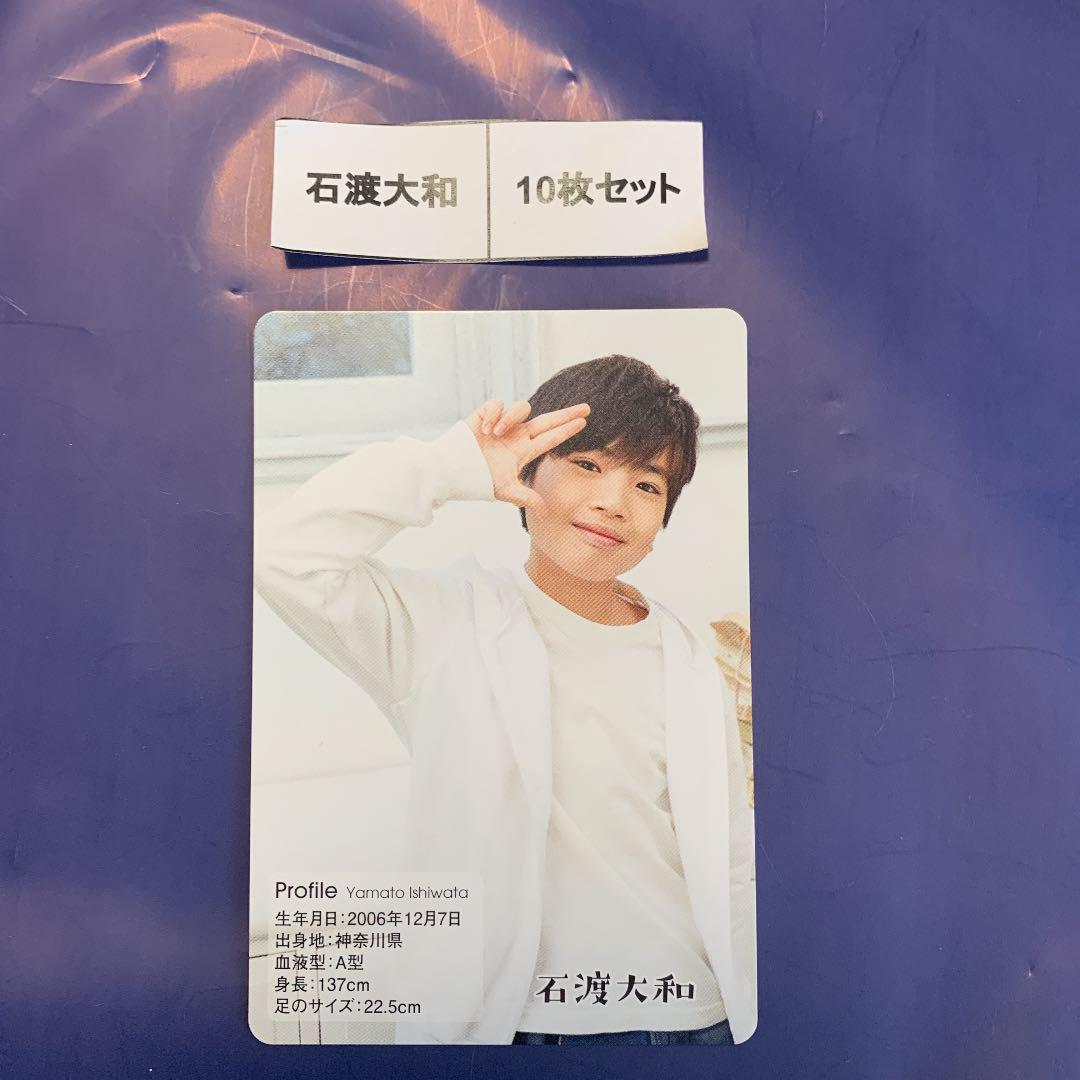 石渡大和 10枚セット
Profile Yamato Ishiwata
生年月日:2006年12月7日
出身地:神奈川県
血液型:A型
身長:137cm
足のサイズ:22.5cm
石渡大和